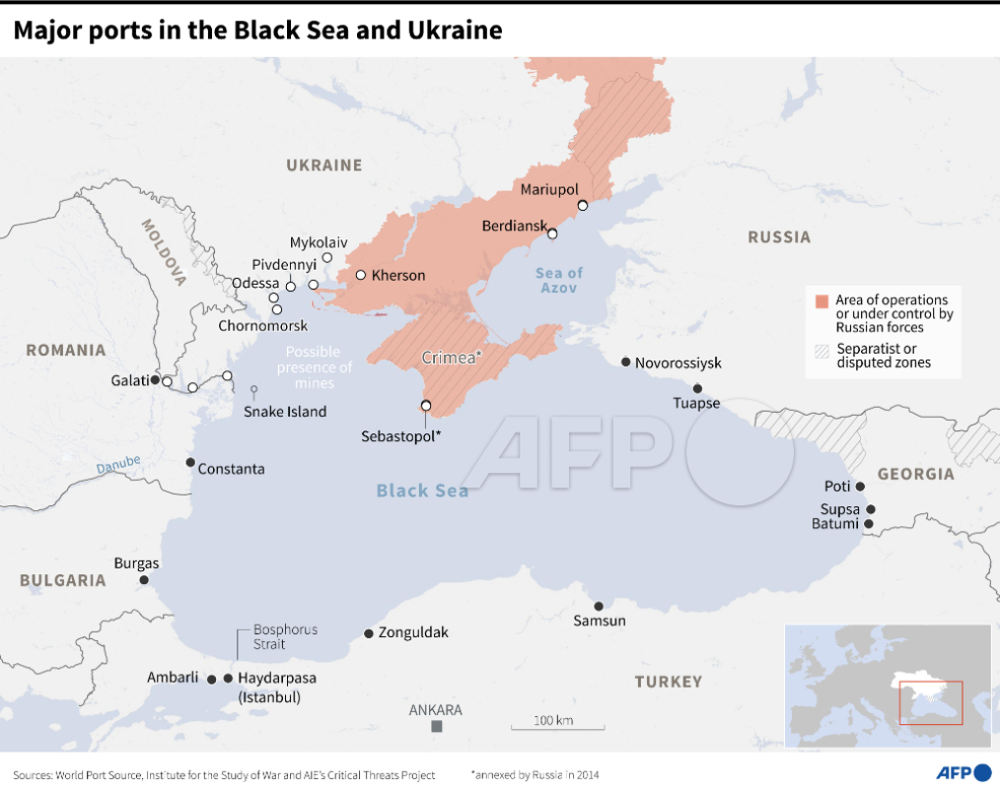 Major ports in the Black Sea and Ukraine
UKRAINE
Mariupol
Berdiansk
RUSSIA
MOLDOVA
Mykolaiv
Pivdennyi
Kherson
Sea of
Azov
Odessa
Chornomorsk
Area of operations
or under control by
Russian forces
Separatist or
disputed zones
ROMANIA
Possible
presence of
mines
Crimea*
Novorossiysk
Galati
Tuapse
Snake Island
Sebastopol*
AFP
Danube
Constanta
Black Sea
GEORGIA
Poti
Supsa
Batumi
Burgas
BULGARIA
Samsun
Bosphorus
Strait
Zonguldak
Ambarli
Haydarpasa
(Istanbul)
TURKEY
ANKARA
100 km
Sources: World Port Source, Institute for the Study of War and AIE's Critical Threats Project
*annexed by Russia in 2014
AFP